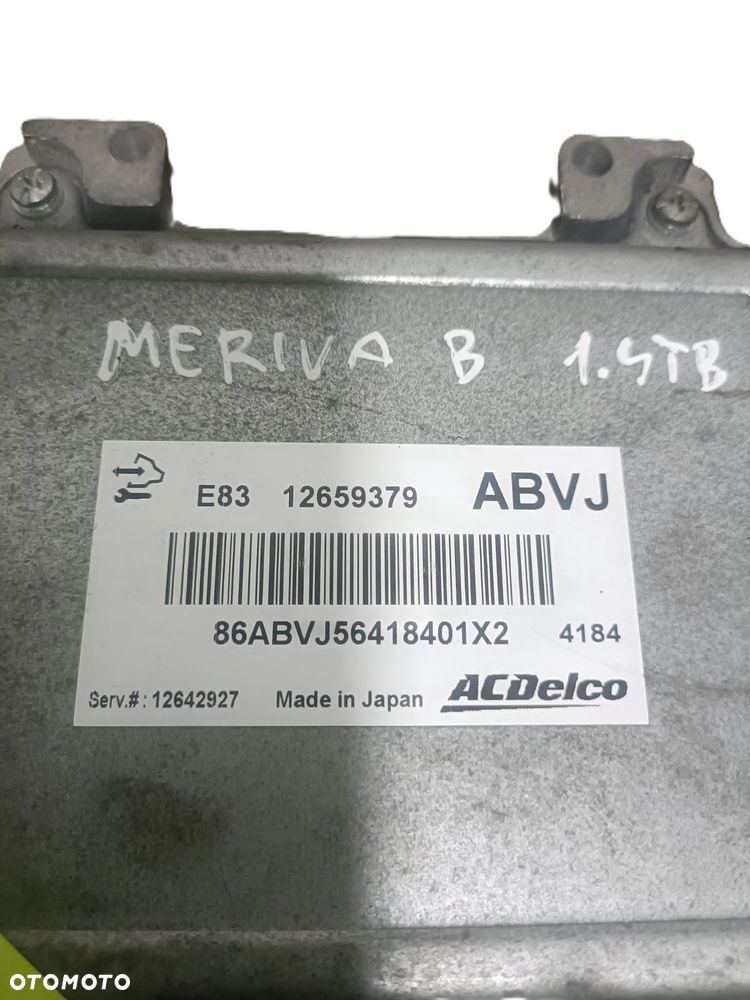 MERIVA B 1.4TB
E83 12659379 ABVJ
86ABVJ56418401X2 4184
Serv.#: 12642927 Made in Japan ACDelco
OTOMOTO